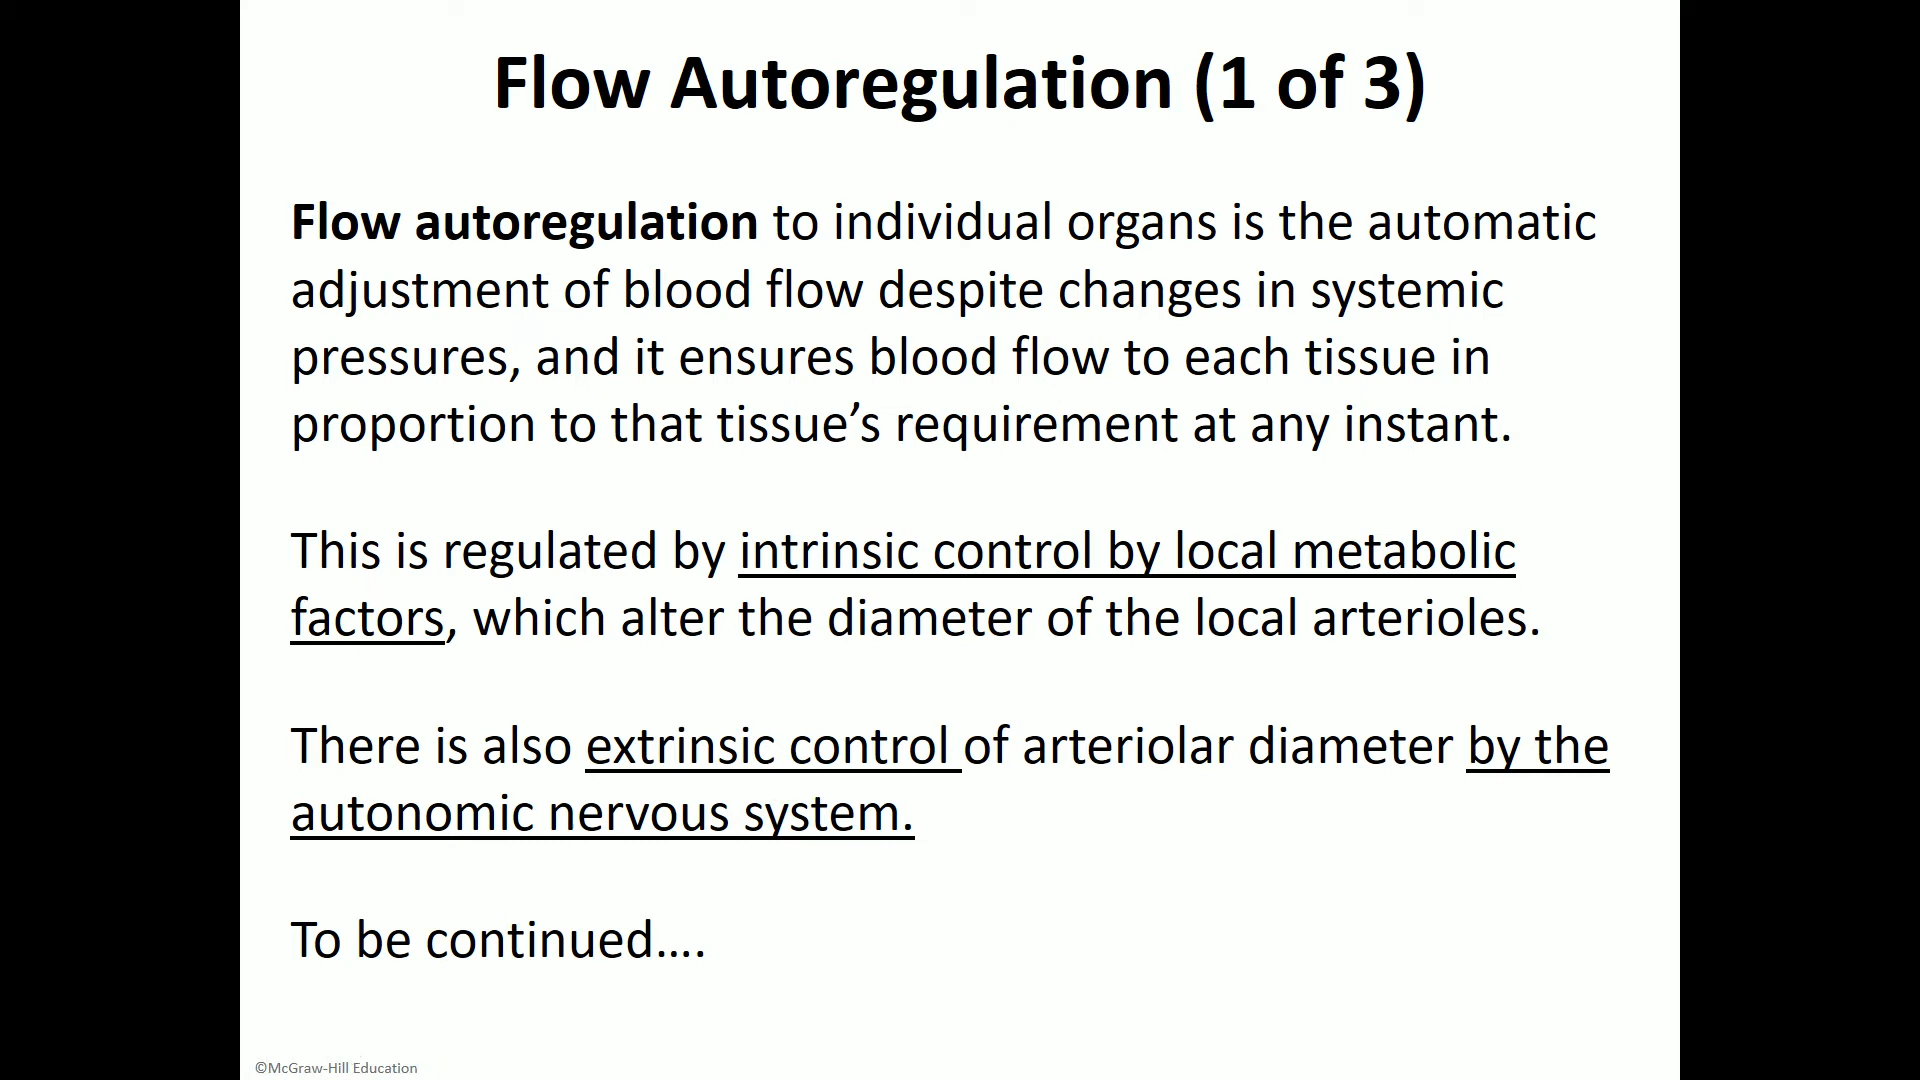 Flow Autoregulation (1 of 3)
Flow autoregulation to individual organs is the automatic
adjustment of blood flow despite changes in systemic
pressures, and it ensures blood flow to each tissue in
proportion to that tissue’s requirement at any instant.
This is regulated by intrinsic control by local metabolic
factors, which alter the diameter of the local arterioles.
There is also extrinsic control of arteriolar diameter by the
autonomic nervous system.
To be continued….
©McGraw-Hill Education